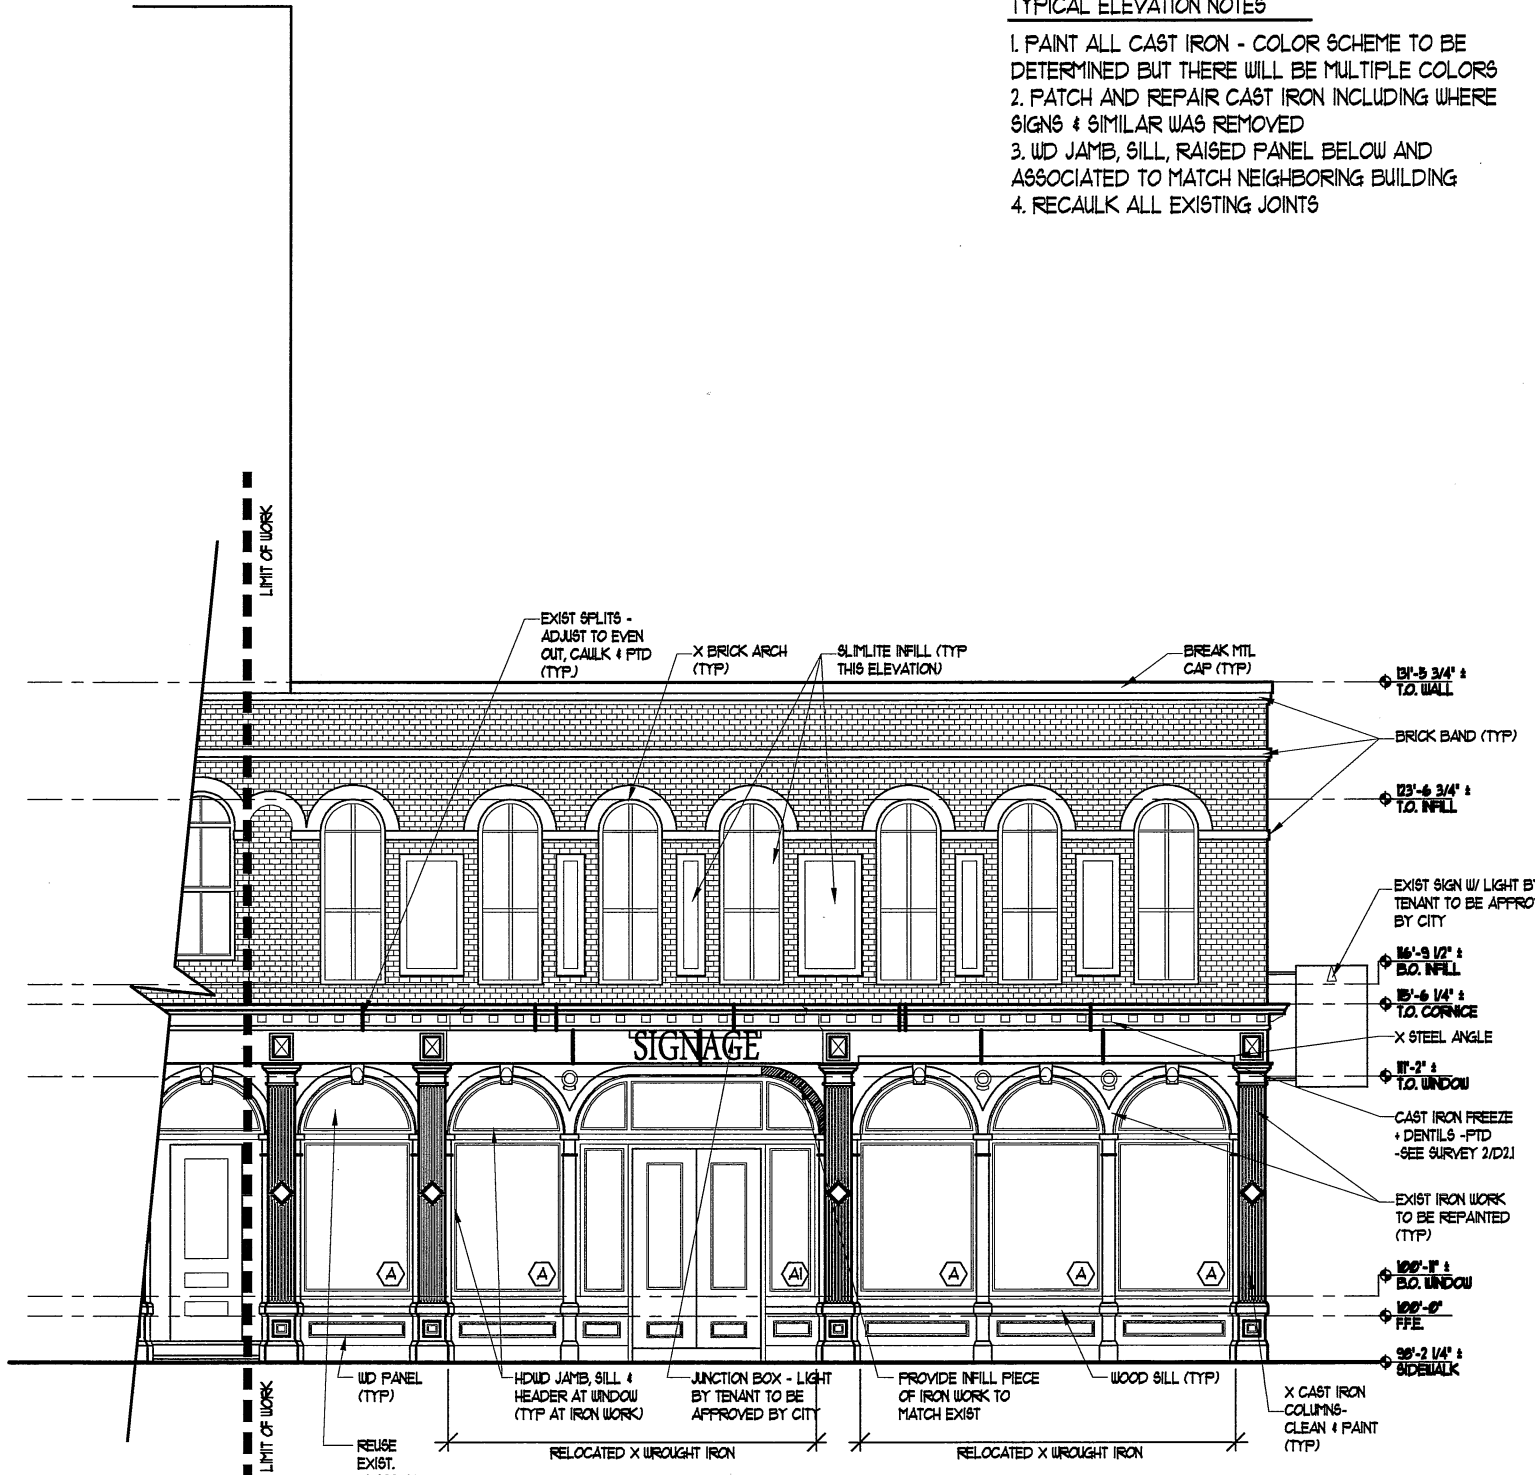 TYPICAL ELEVATION NOTES
1. PAINT ALL CAST IRON - COLOR SCHEME TO BE
DETERMINED BUT THERE WILL BE MULTIPLE COLORS
2. PATCH AND REPAIR CAST IRON INCLUDING WHERE
SIGNS & SIMILAR WAS REMOVED
3. WD JAMB, SILL, RAISED PANEL BELOW AND
ASSOCIATED TO MATCH NEIGHBORING BUILDING
4. RECAULK ALL EXISTING JOINTS
LIMIT OF WORK
EXIST SPLITS -
ADJUST TO EVEN
OUT, CAULK & PTD
(TYP.)
X BRICK ARCH
(TYP)
SLIMLITE INFILL (TYP
THIS ELEVATION)
BREAK MTL
CAP (TYP)
131'-5 3/4" ±
T.O. WALL
BRICK BAND (TYP)
123'-6 3/4" ±
T.O. INFILL
EXIST SIGN W/ LIGHT
TENANT TO BE
BY CITY
116'-9 1/2" ±
B.O. INFILL
115'-6 1/4" ±
T.O. CORNICE
X STEEL ANGLE
111'-2" ±
T.O. WINDOW
CAST IRON FREEZE
+ DENTILS -PTD
-SEE SURVEY 2/D2.1
EXIST IRON WORK
TO BE REPAINTED
(TYP)
100'-11" ±
B.O. WINDOW
100'-0"
F.F.E.
98'-2 1/4" ±
SIDEWALK
SIGNAGE
A
A
A1
A
A
A
WD PANEL
(TYP)
HDWD JAMB, SILL &
HEADER AT WINDOW
(TYP AT IRON WORK)
JUNCTION BOX - LIGHT
BY TENANT TO BE
APPROVED BY CITY
PROVIDE INFILL PIECE
OF IRON WORK TO
MATCH EXIST
WOOD SILL (TYP)
X CAST IRON
COLUMNS-
CLEAN & PAINT
(TYP)
LIMIT OF WORK
REUSE
EXIST.
RELOCATED X WROUGHT IRON
RELOCATED X WROUGHT IRON